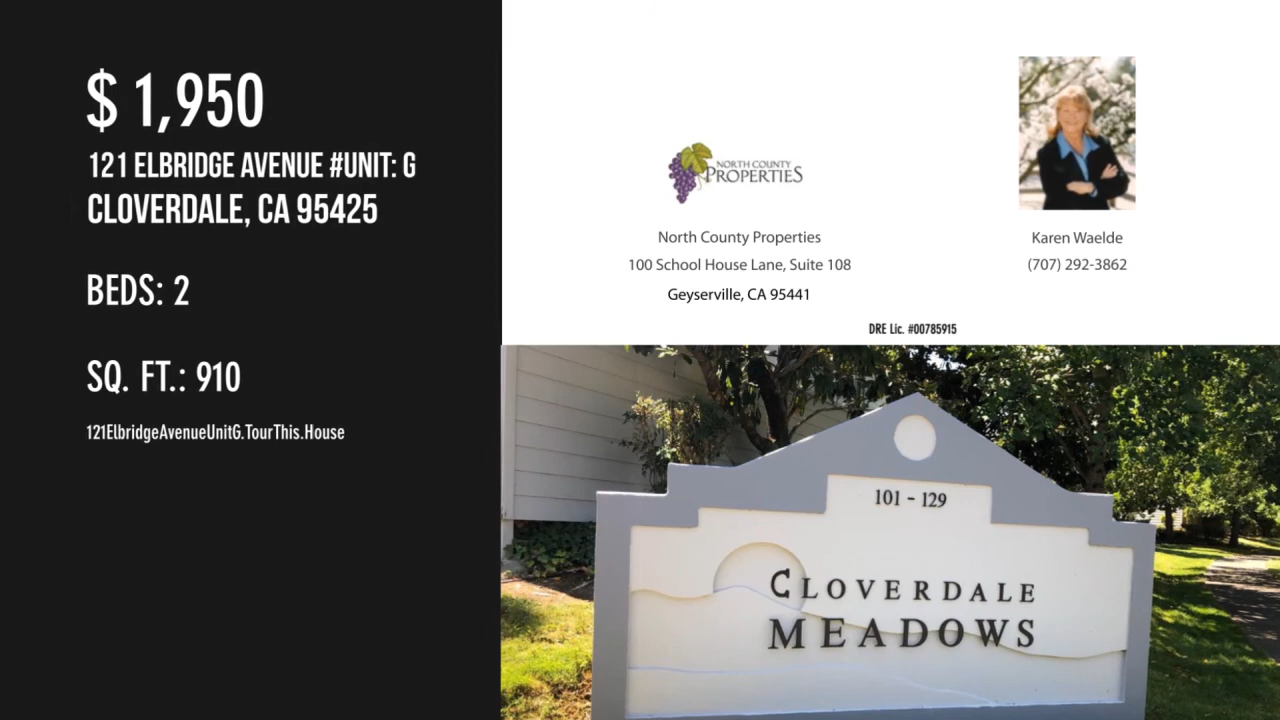 $ 1,950
121 ELBRIDGE AVENUE #UNIT: G
CLOVERDALE, CA 95425
BEDS: 2
SQ. FT.: 910
121ElbridgeAvenueUnitG.TourThis.House
NORTH COUNTY
PROPERTIES
North County Properties
100 School House Lane, Suite 108
Geyserville, CA 95441
Karen Waelde
(707) 292-3862
DRE Lic. #00785915
101 - 129
CLOVERDALE
MEADOWS